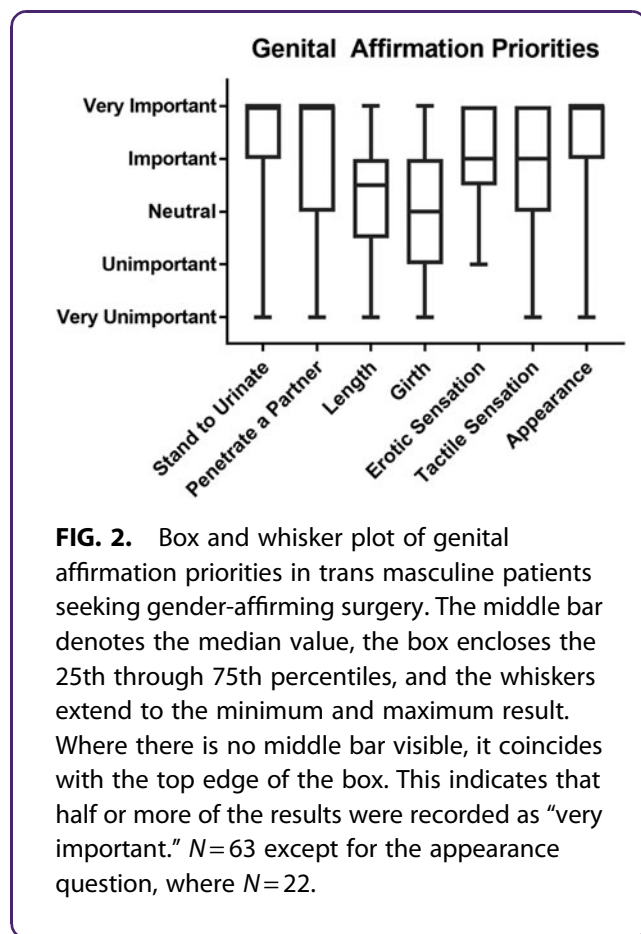 Genital Affirmation Priorities
Very Important
Important
Neutral
Unimportant
Very Unimportant
Stand to Urinate
Penetrate a Partner
Length
Girth
Erotic Sensation
Tactile Sensation
Appearance
FIG. 2. Box and whisker plot of genital
affirmation priorities in trans masculine patients
seeking gender-affirming surgery. The middle bar
denotes the median value, the box encloses the
25th through 75th percentiles, and the whiskers
extend to the minimum and maximum result.
Where there is no middle bar visible, it coincides
with the top edge of the box. This indicates that
half or more of the results were recorded as “very
important.” N=63 except for the appearance
question, where N=22.